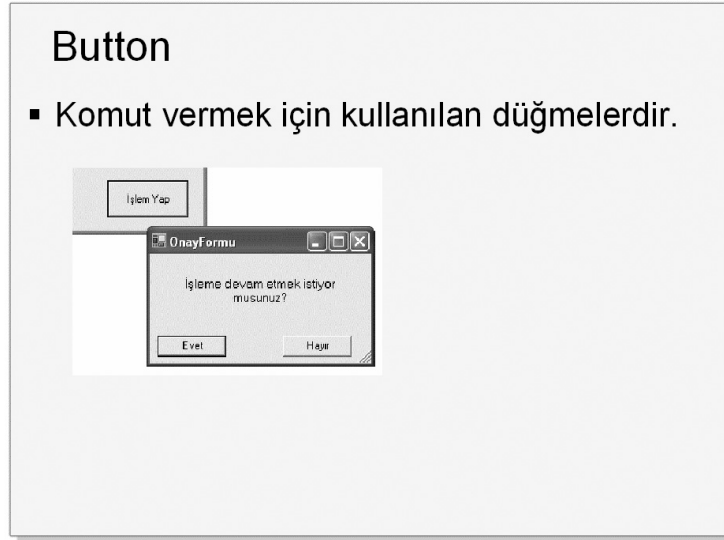 Button
▪ Komut vermek için kullanılan düğmelerdir.
İşlem Yap
OnayFormu
İşleme devam etmek istiyor
musunuz?
Evet
Hayır